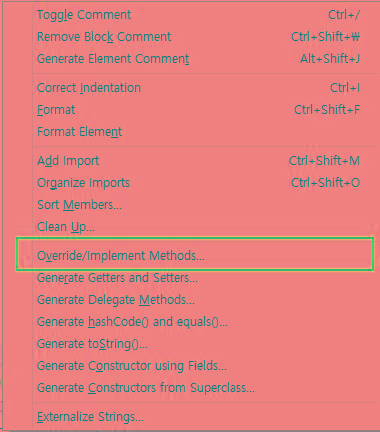 Toggle Comment Ctrl+/
Remove Block Comment Ctrl+Shift+₩
Generate Element Comment Alt+Shift+J
Correct Indentation Ctrl+I
Format Ctrl+Shift+F
Format Element
Add Import Ctrl+Shift+M
Organize Imports Ctrl+Shift+O
Sort Members...
Clean Up...
Override/Implement Methods...
Generate Getters and Setters...
Generate Delegate Methods...
Generate hashCode() and equals()...
Generate toString()...
Generate Constructor using Fields...
Generate Constructors from Superclass...
Externalize Strings...